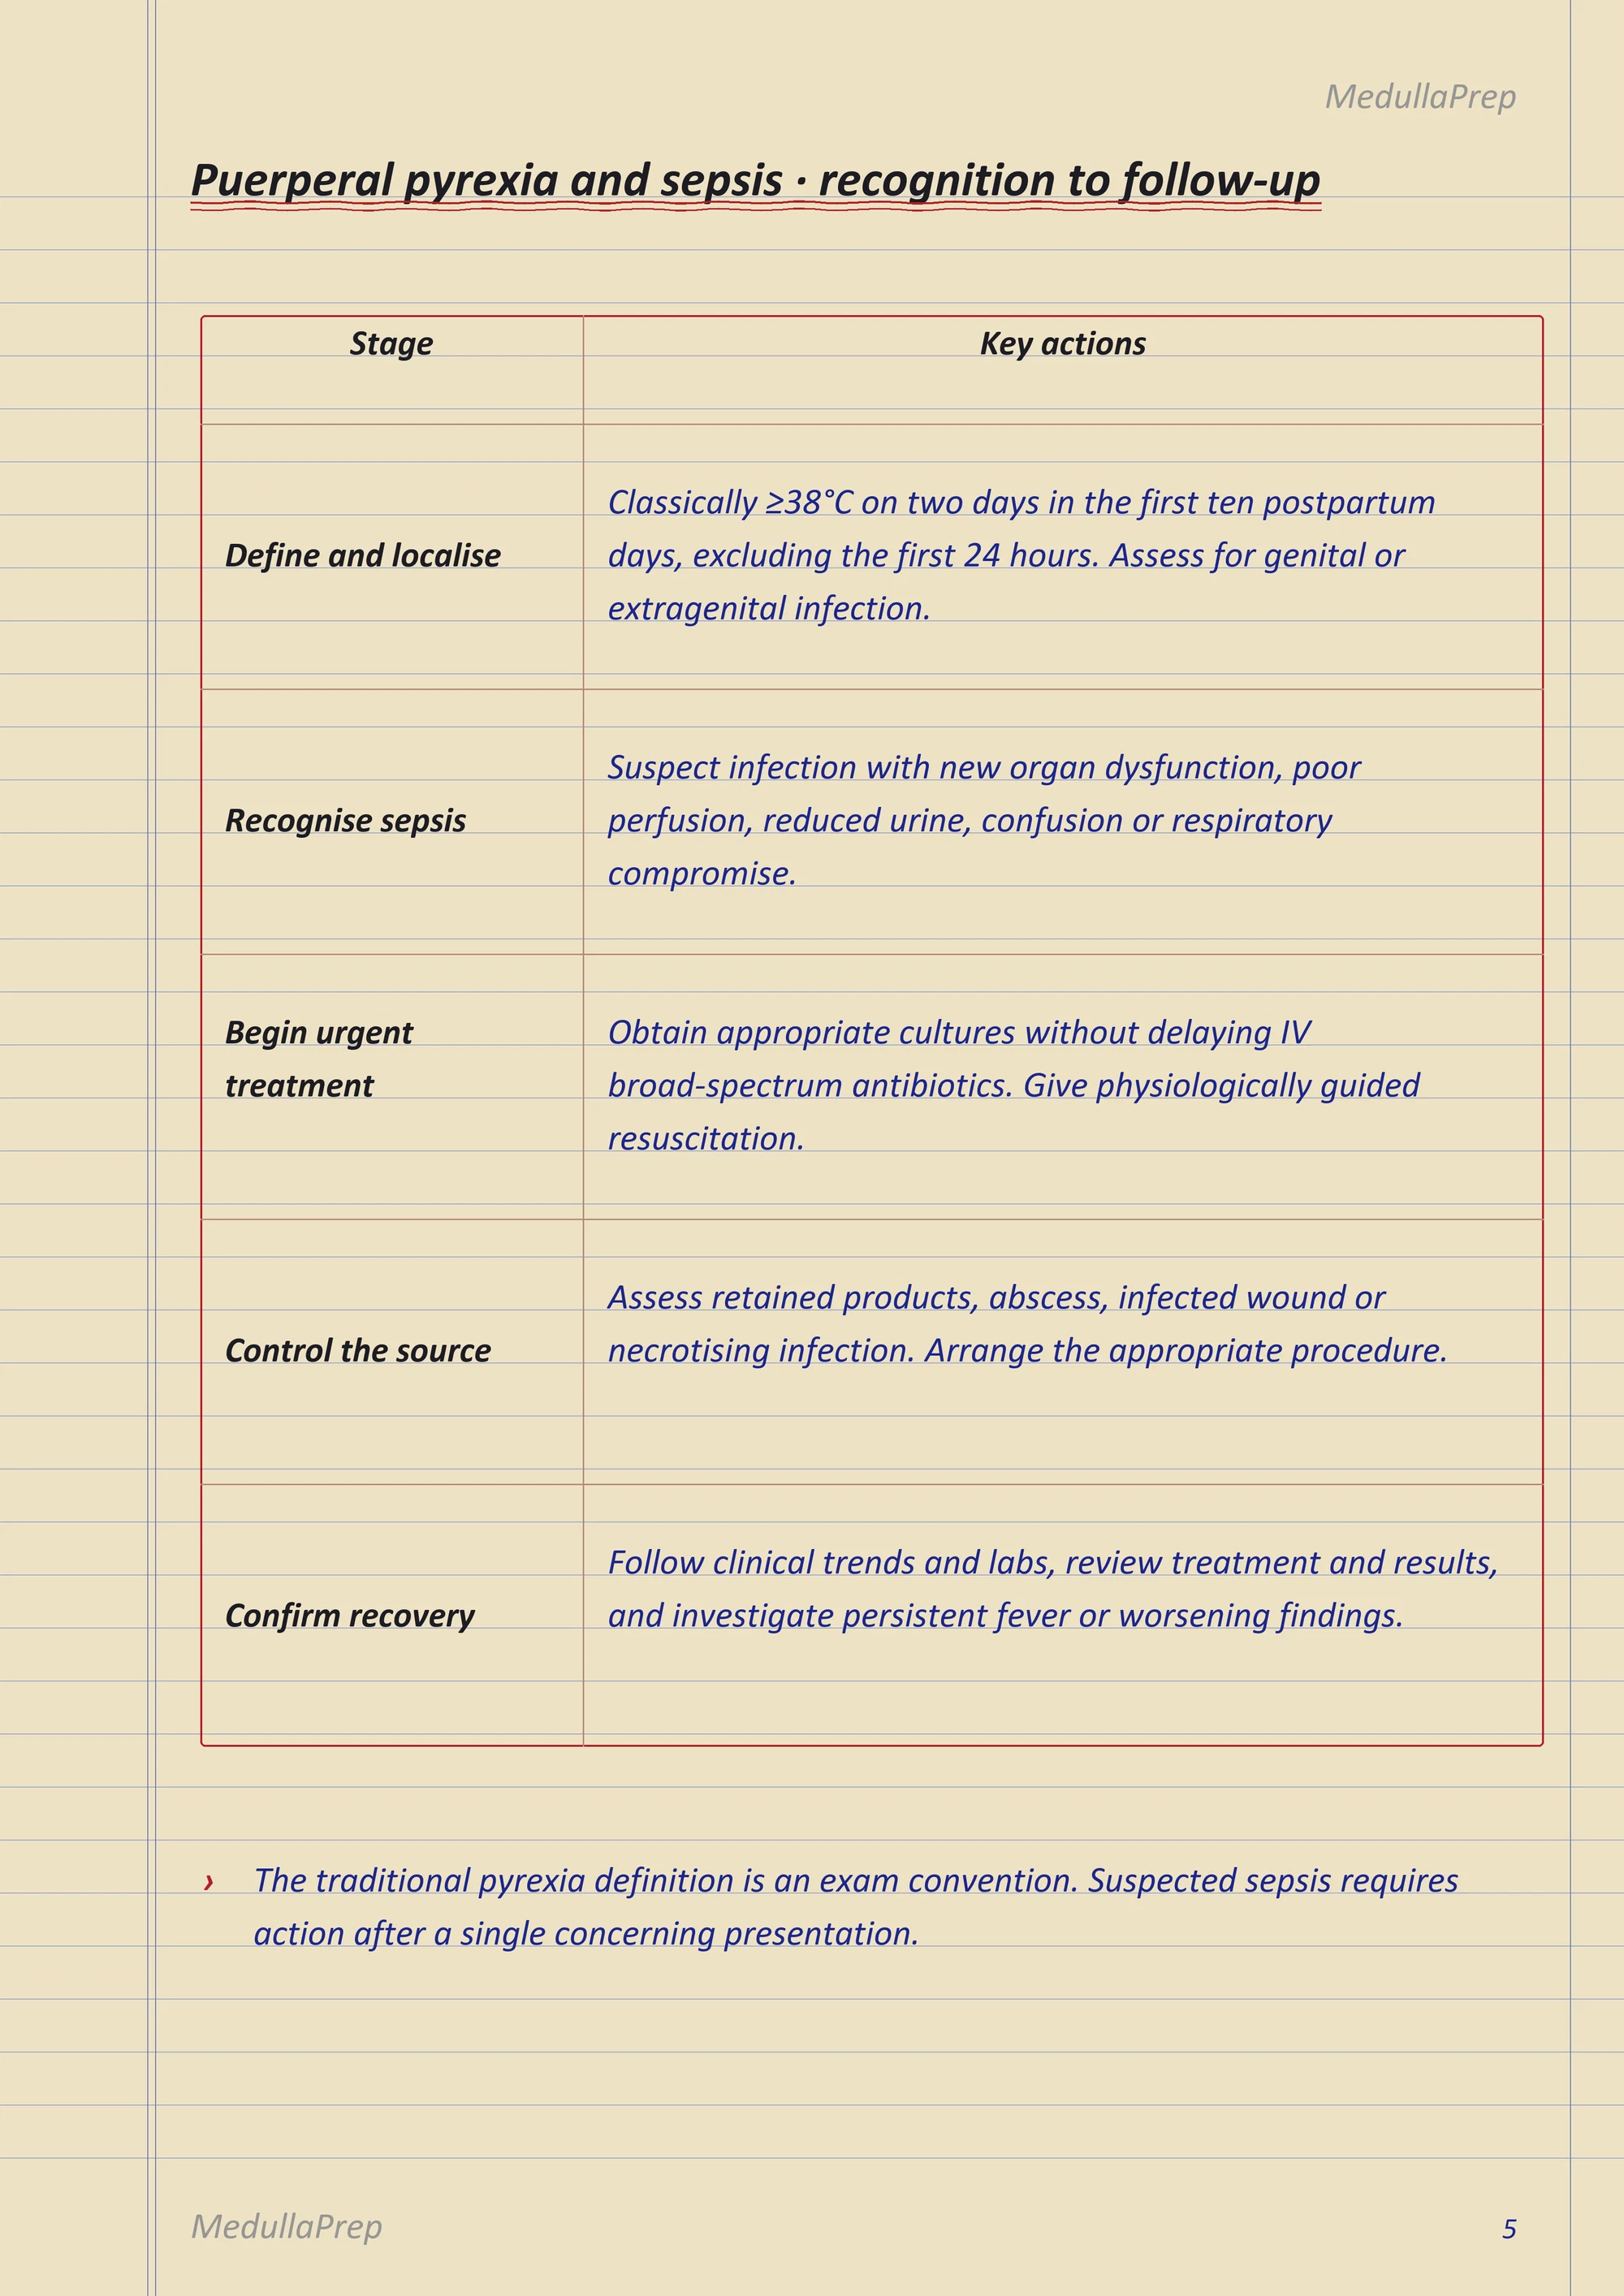 MedullaPrep
Puerperal pyrexia and sepsis · recognition to follow-up
Stage
Key actions
Define and localise
Classically ≥38°C on two days in the first ten postpartum
days, excluding the first 24 hours. Assess for genital or
extragenital infection.
Recognise sepsis
Suspect infection with new organ dysfunction, poor
perfusion, reduced urine, confusion or respiratory
compromise.
Begin urgent
treatment
Obtain appropriate cultures without delaying IV
broad-spectrum antibiotics. Give physiologically guided
resuscitation.
Control the source
Assess retained products, abscess, infected wound or
necrotising infection. Arrange the appropriate procedure.
Confirm recovery
Follow clinical trends and labs, review treatment and results,
and investigate persistent fever or worsening findings.
› The traditional pyrexia definition is an exam convention. Suspected sepsis requires
action after a single concerning presentation.
MedullaPrep
5